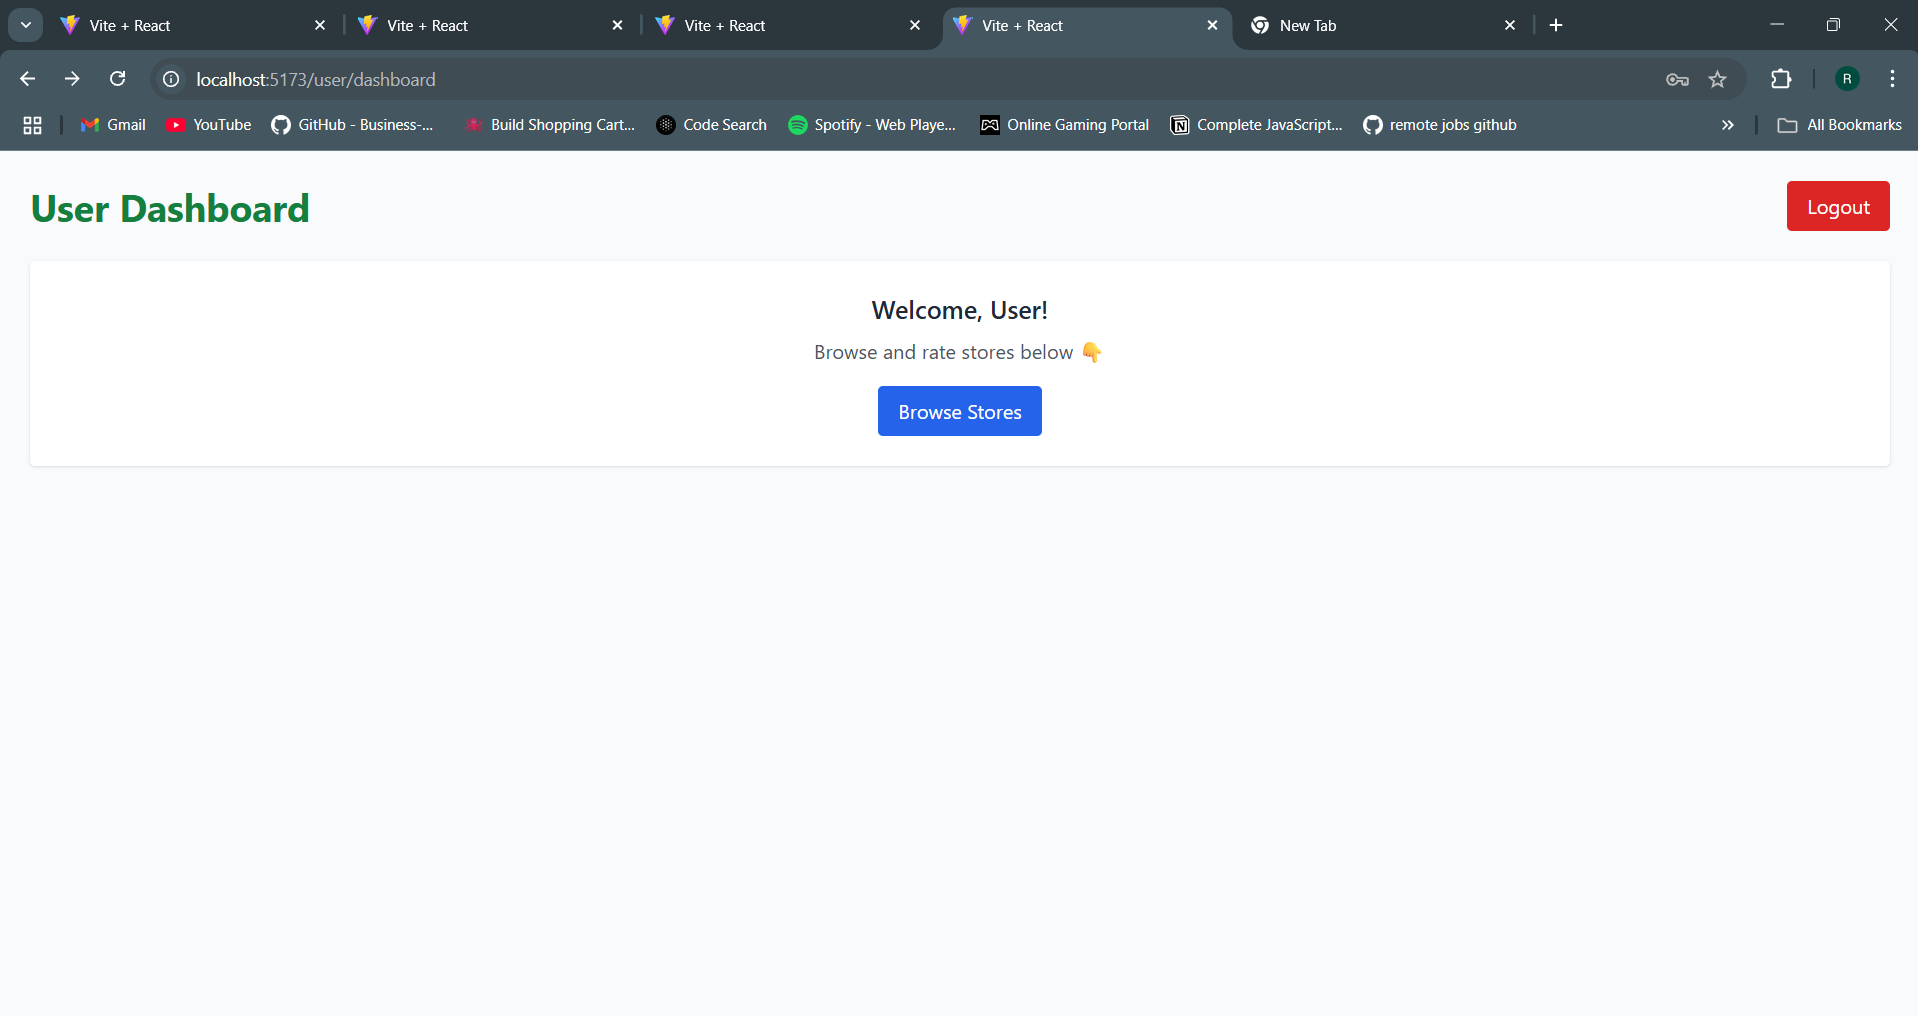 Vite + React
Vite + React
Vite + React
Vite + React
New Tab
localhost:5173/user/dashboard
R
Gmail
YouTube
GitHub - Business-...
Build Shopping Cart...
Code Search
Spotify - Web Playe...
Online Gaming Portal
Complete JavaScript...
remote jobs github
All Bookmarks
User Dashboard
Logout
Welcome, User!
Browse and rate stores below 👇
Browse Stores